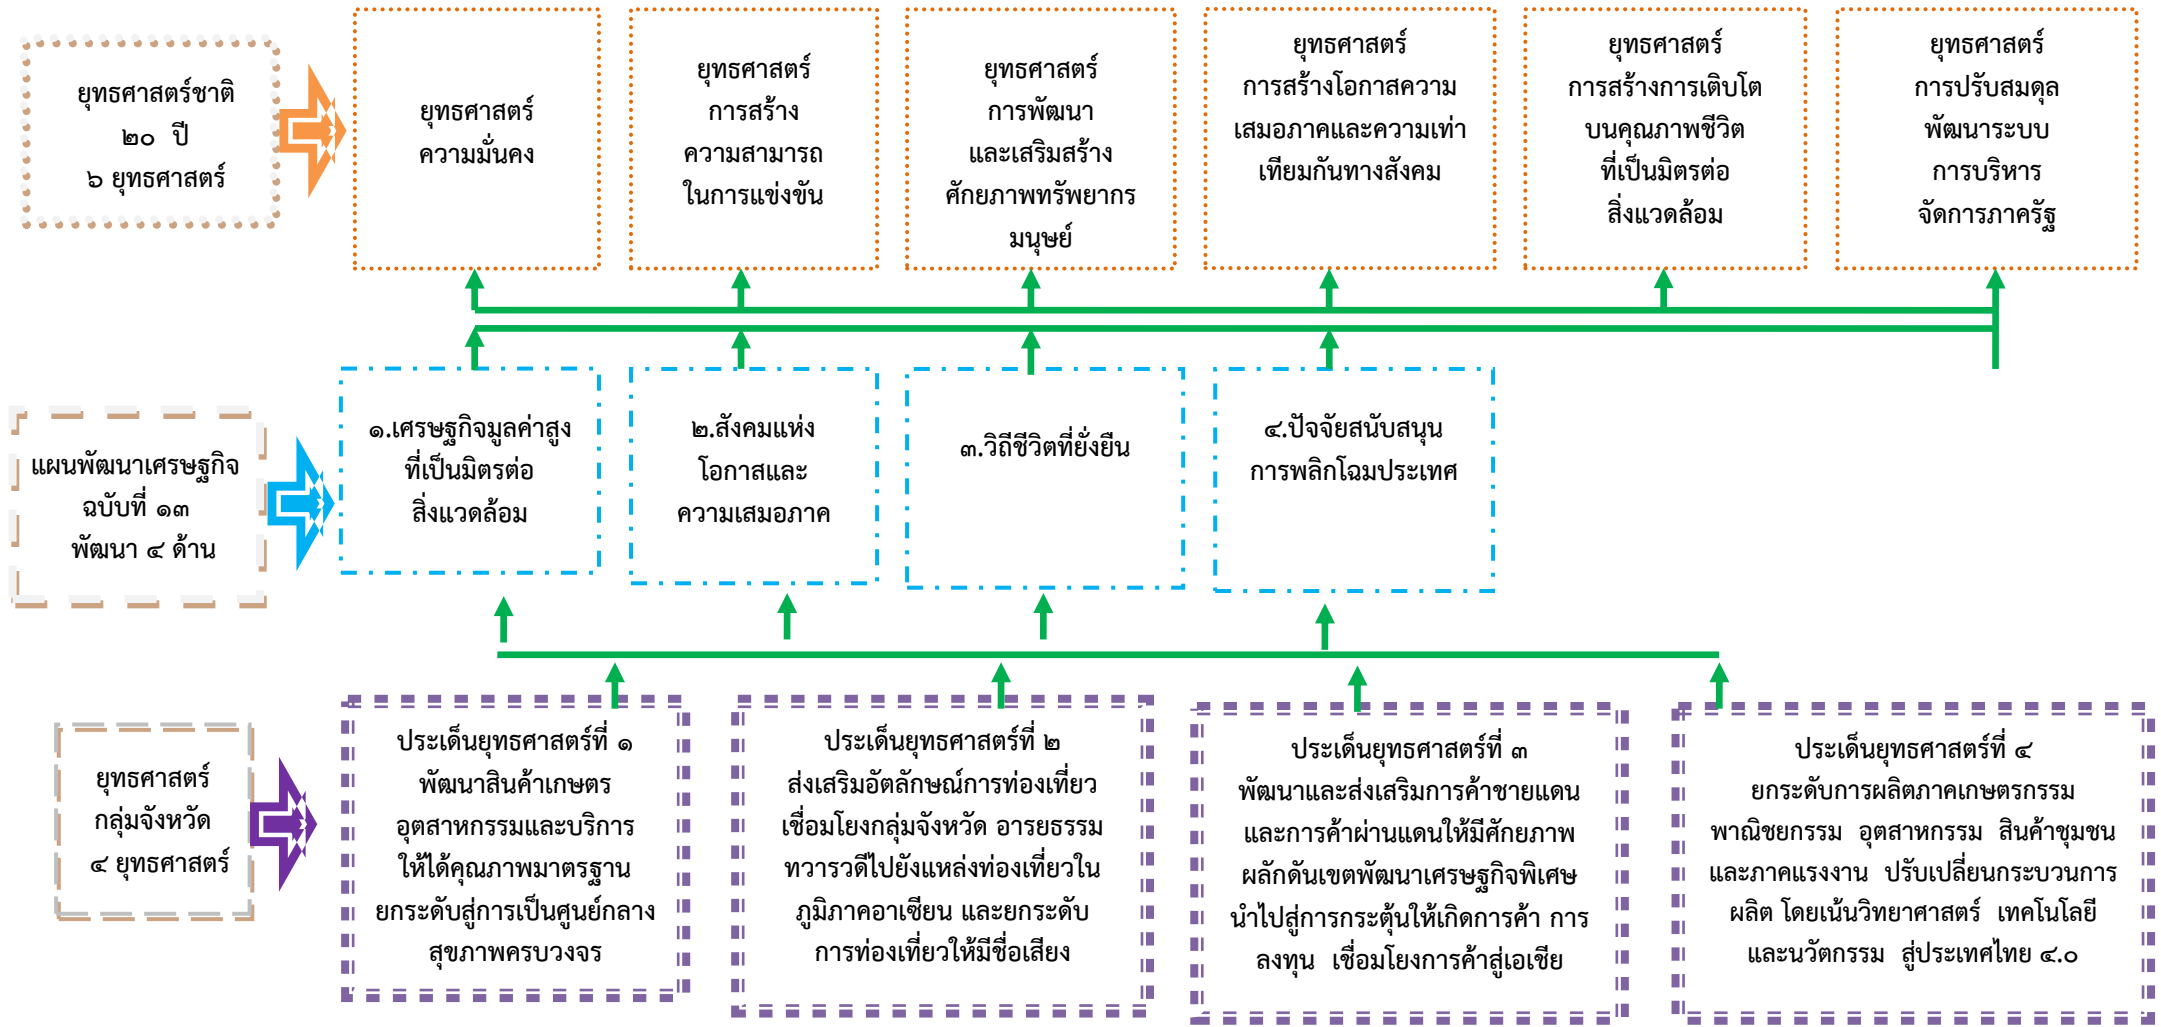 ยุทธศาสตร์ชาติ
๒๐ ปี
๖ ยุทธศาสตร์
ยุทธศาสตร์
ความมั่นคง
ยุทธศาสตร์
การสร้าง
ความสามารถ
ในการแข่งขัน
ยุทธศาสตร์
การพัฒนา
และเสริมสร้าง
ศักยภาพทรัพยากร
มนุษย์
ยุทธศาสตร์
การสร้างโอกาสความ
เสมอภาคและความเท่า
เทียมกันทางสังคม
ยุทธศาสตร์
การสร้างการเติบโต
บนคุณภาพชีวิต
ที่เป็นมิตรต่อ
สิ่งแวดล้อม
ยุทธศาสตร์
การปรับสมดุล
พัฒนาระบบ
การบริหาร
จัดการภาครัฐ
แผนพัฒนาเศรษฐกิจ
ฉบับที่ ๑๓
พัฒนา ๔ ด้าน
๑.เศรษฐกิจมูลค่าสูง
ที่เป็นมิตรต่อ
สิ่งแวดล้อม
๒.สังคมแห่ง
โอกาสและ
ความเสมอภาค
๓.วิถีชีวิตที่ยั่งยืน
๔.ปัจจัยสนับสนุน
การพลิกโฉมประเทศ
ยุทธศาสตร์
กลุ่มจังหวัด
๔ ยุทธศาสตร์
ประเด็นยุทธศาสตร์ที่ ๑
พัฒนาสินค้าเกษตร
อุตสาหกรรมและบริการ
ให้ได้คุณภาพมาตรฐาน
ยกระดับสู่การเป็นศูนย์กลาง
สุขภาพครบวงจร
ประเด็นยุทธศาสตร์ที่ ๒
ส่งเสริมอัตลักษณ์การท่องเที่ยว
เชื่อมโยงกลุ่มจังหวัด อารยธรรม
ทวารวดีไปยังแหล่งท่องเที่ยวใน
ภูมิภาคอาเซียน และยกระดับ
การท่องเที่ยวให้มีชื่อเสียง
ประเด็นยุทธศาสตร์ที่ ๓
พัฒนาและส่งเสริมการค้าชายแดน
และการค้าผ่านแดนให้มีศักยภาพ
ผลักดันเขตพัฒนาเศรษฐกิจพิเศษ
นำไปสู่การกระตุ้นให้เกิดการค้า การ
ลงทุน เชื่อมโยงการค้าสู่เอเชีย
ประเด็นยุทธศาสตร์ที่ ๔
ยกระดับการผลิตภาคเกษตรกรรม
พาณิชยกรรม อุตสาหกรรม สินค้าชุมชน
และภาคแรงงาน ปรับเปลี่ยนกระบวนการ
ผลิต โดยเน้นวิทยาศาสตร์ เทคโนโลยี
และนวัตกรรม สู่ประเทศไทย ๔.๐